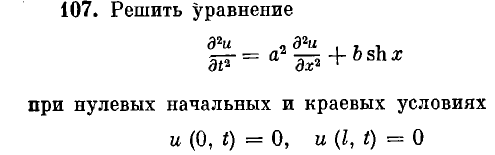 107. Решить уравнение
∂²u/∂t² = a² ∂²u/∂x² + b sh x
при нулевых начальных и краевых условиях
u (0, t) = 0, u (l, t) = 0